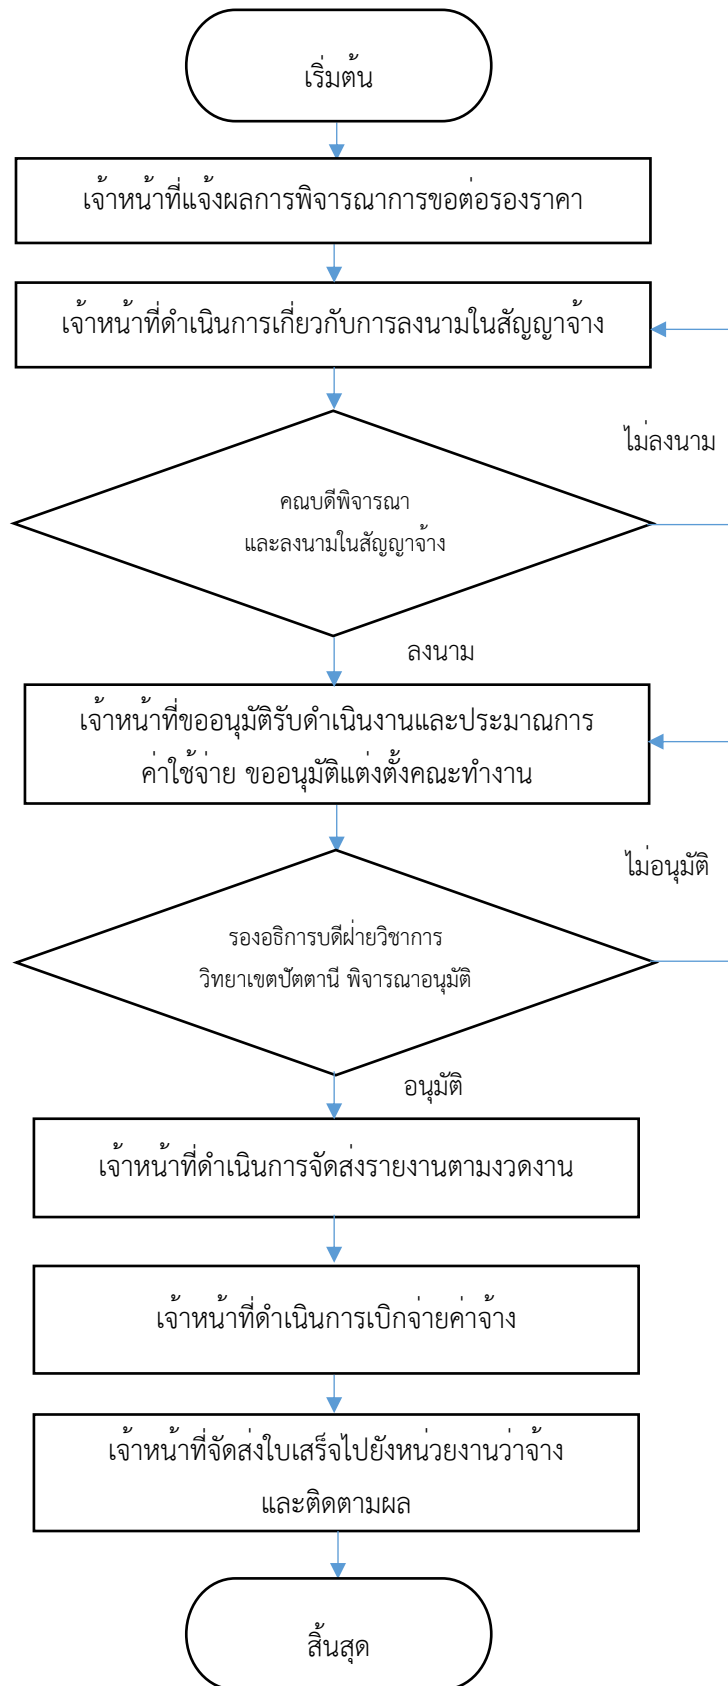 เริ่มต้น
เจ้าหน้าที่แจ้งผลการพิจารณาการขอต่อรองราคา
เจ้าหน้าที่ดำเนินการเกี่ยวกับการลงนามในสัญญาจ้าง
ไม่ลงนาม
คณบดีพิจารณา
และลงนามในสัญญาจ้าง
ลงนาม
เจ้าหน้าที่ขออนุมัติรับดำเนินงานและประมาณการ
ค่าใช้จ่าย ขออนุมัติแต่งตั้งคณะทำงาน
ไม่อนุมัติ
รองอธิการบดีฝ่ายวิชาการ
วิทยาเขตปัตตานี พิจารณาอนุมัติ
อนุมัติ
เจ้าหน้าที่ดำเนินการจัดส่งรายงานตามงวดงาน
เจ้าหน้าที่ดำเนินการเบิกจ่ายค่าจ้าง
เจ้าหน้าที่จัดส่งใบเสร็จไปยังหน่วยงานว่าจ้าง
และติดตามผล
สิ้นสุด